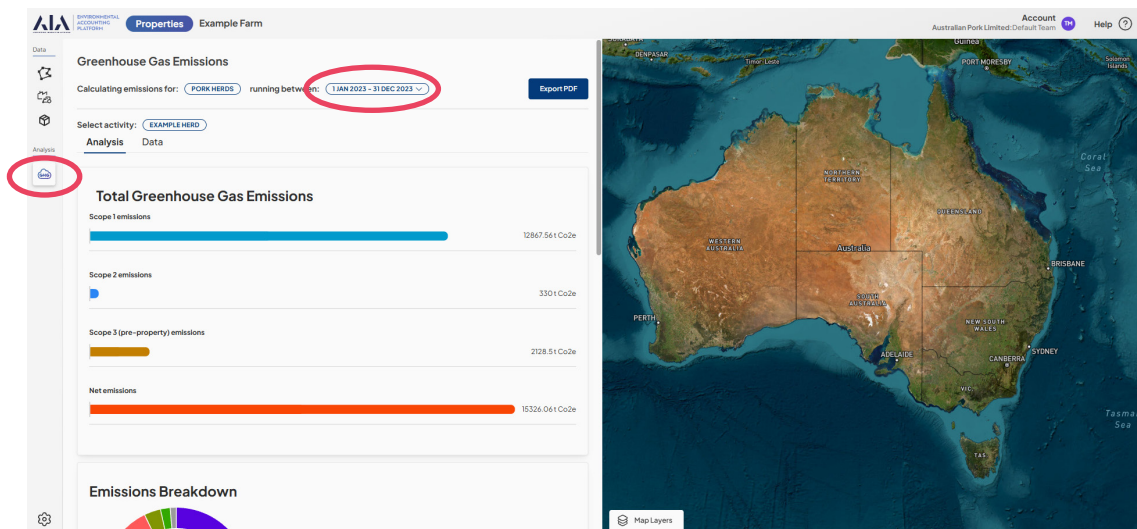 AIA ENVIRONMENTAL
ACCOUNTING
PLATFORM
Properties Example Farm
Account
Australian Pork Limited:Default Team
TM
Help ?
Data
Analysis
GHG
Greenhouse Gas Emissions
Calculating emissions for: PORK HERDS running between: 1 JAN 2023 - 31 DEC 2023
Export PDF
Select activity: EXAMPLE HERD
Analysis Data
Total Greenhouse Gas Emissions
Scope 1 emissions
12867.56 t Co2e
Scope 2 emissions
330 t Co2e
Scope 3 (pre-property) emissions
2128.5 t Co2e
Net emissions
15326.06 t Co2e
Emissions Breakdown
DENPASAR
Timor-Leste
Guinea
PORT MORESBY
Solomon
Islands
Coral
Sea
NORTHERN
TERRITORY
QUEENSLAND
WESTERN
AUSTRALIA
Australia
BRISBANE
SOUTH
AUSTRALIA
PERTH
NEW SOUTH
WALES
ADELAIDE
SYDNEY
CANBERRA
VIC.
Tasma
Sea
TAS.
Map Layers